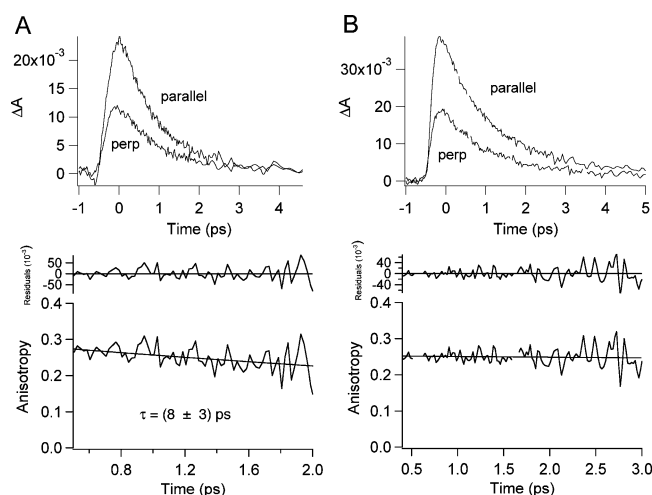 A
20x10⁻³
15
10
5
0
ΔA
parallel
perp
-1 0 1 2 3 4
Time (ps)
B
30x10⁻³
20
10
0
ΔA
parallel
perp
-1 0 1 2 3 4 5
Time (ps)
Residuals (10⁻³)
50
0
-50
0.4
0.3
0.2
0.1
0.0
Anisotropy
τ = (8 ± 3) ps
0.8 1.2 1.6 2.0
Time (ps)
Residuals (10⁻³)
40
0
-40
0.4
0.3
0.2
0.1
0.0
Anisotropy
0.5 1.0 1.5 2.0 2.5 3.0
Time (ps)